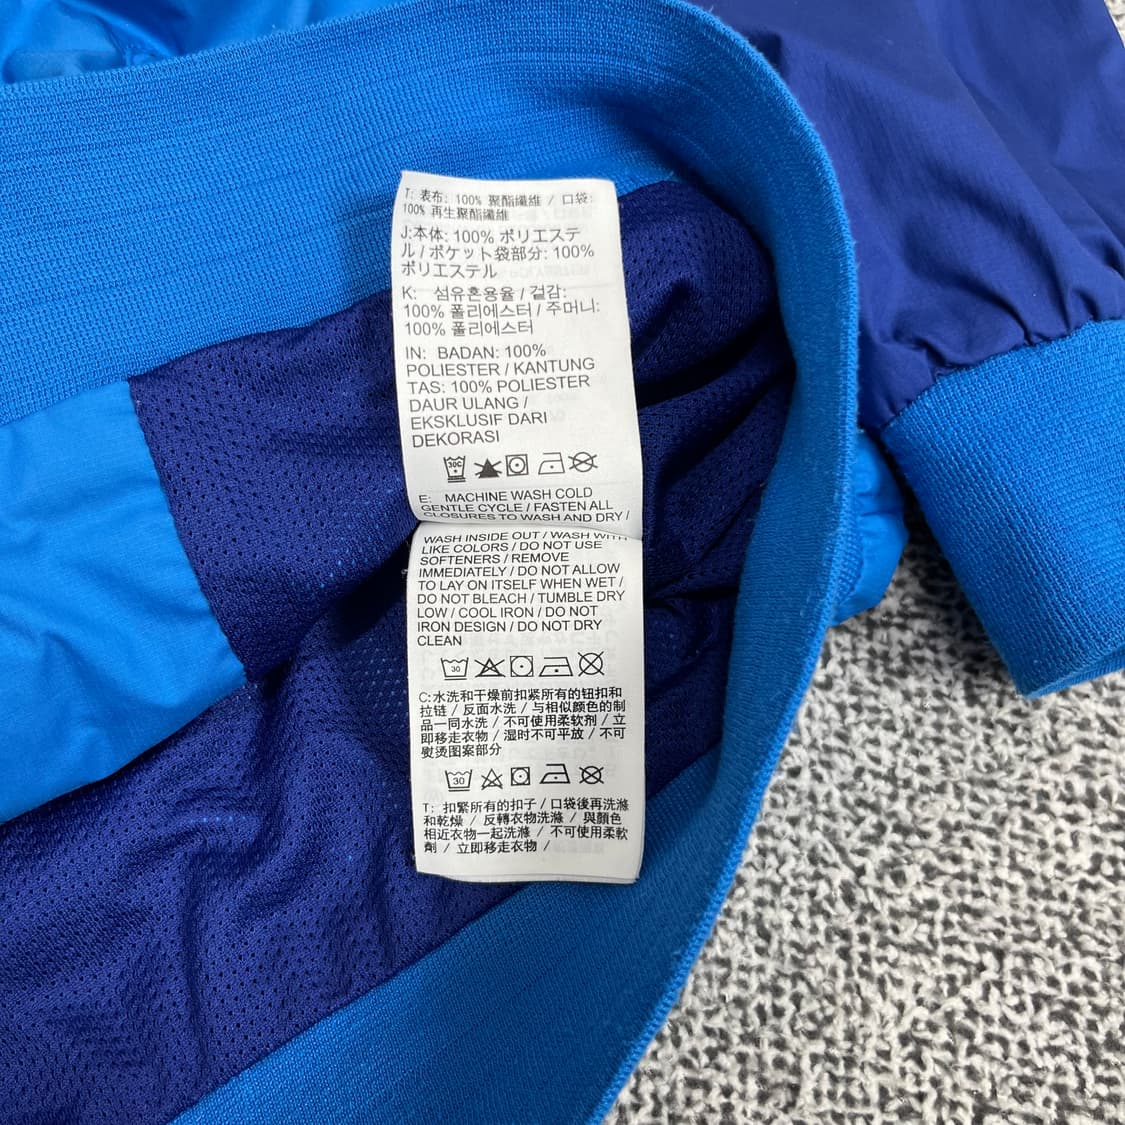 T: 表布: 100% 聚酯纖維 / 口袋:
100% 再生聚酯纖維
J:本体: 100% ポリエステ
ル / ポケット袋部分: 100%
ポリエステル
K: 섬유혼용율 / 겉감:
100% 폴리에스터 / 주머니:
100% 폴리에스터
IN: BADAN: 100%
POLIESTER / KANTUNG
TAS: 100% POLIESTER
DAUR ULANG /
EKSKLUSIF DARI
DEKORASI
30C
E: MACHINE WASH COLD
GENTLE CYCLE / FASTEN ALL
CLOSURES TO WASH AND DRY /
WASH INSIDE OUT / WASH WITH
LIKE COLORS / DO NOT USE
SOFTENERS / REMOVE
IMMEDIATELY / DO NOT ALLOW
TO LAY ON ITSELF WHEN WET /
DO NOT BLEACH / TUMBLE DRY
LOW / COOL IRON / DO NOT
IRON DESIGN / DO NOT DRY
CLEAN
30
C:水洗和干燥前扣紧所有的钮扣和
拉链 / 反面水洗 / 与相似颜色的制
品一同水洗 / 不可使用柔软剂 / 立
即移走衣物 / 湿时不可平放 / 不可
熨烫图案部分
30
T: 扣緊所有的扣子 / 口袋後再洗滌
和乾燥 / 反轉衣物洗滌 / 與顏色
相近衣物一起洗滌 / 不可使用柔軟
劑 / 立即移走衣物 /